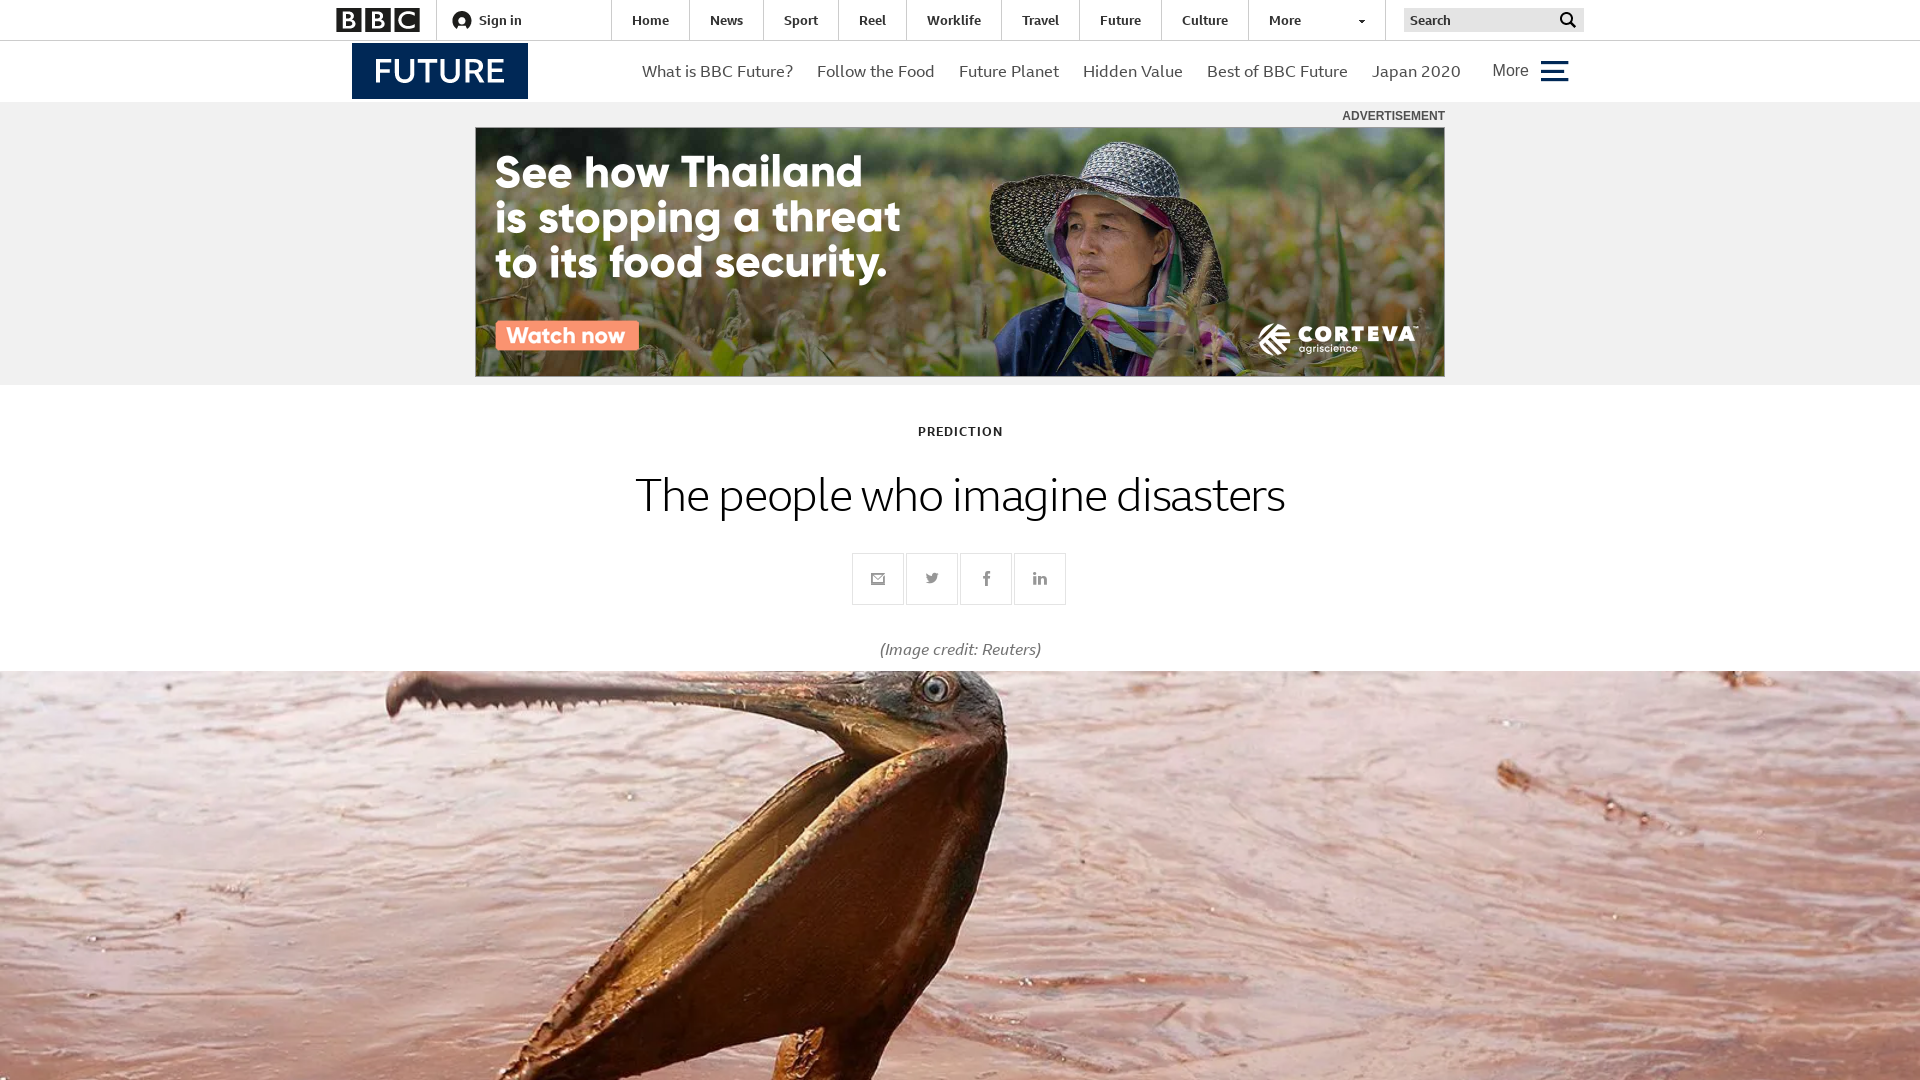 BBC
Sign in
Home
News
Sport
Reel
Worklife
Travel
Future
Culture
More
Search
FUTURE
What is BBC Future?
Follow the Food
Future Planet
Hidden Value
Best of BBC Future
Japan 2020
More
ADVERTISEMENT
See how Thailand
is stopping a threat
to its food security.
Watch now
CORTEVA™
agriscience
PREDICTION
The people who imagine disasters
(Image credit: Reuters)